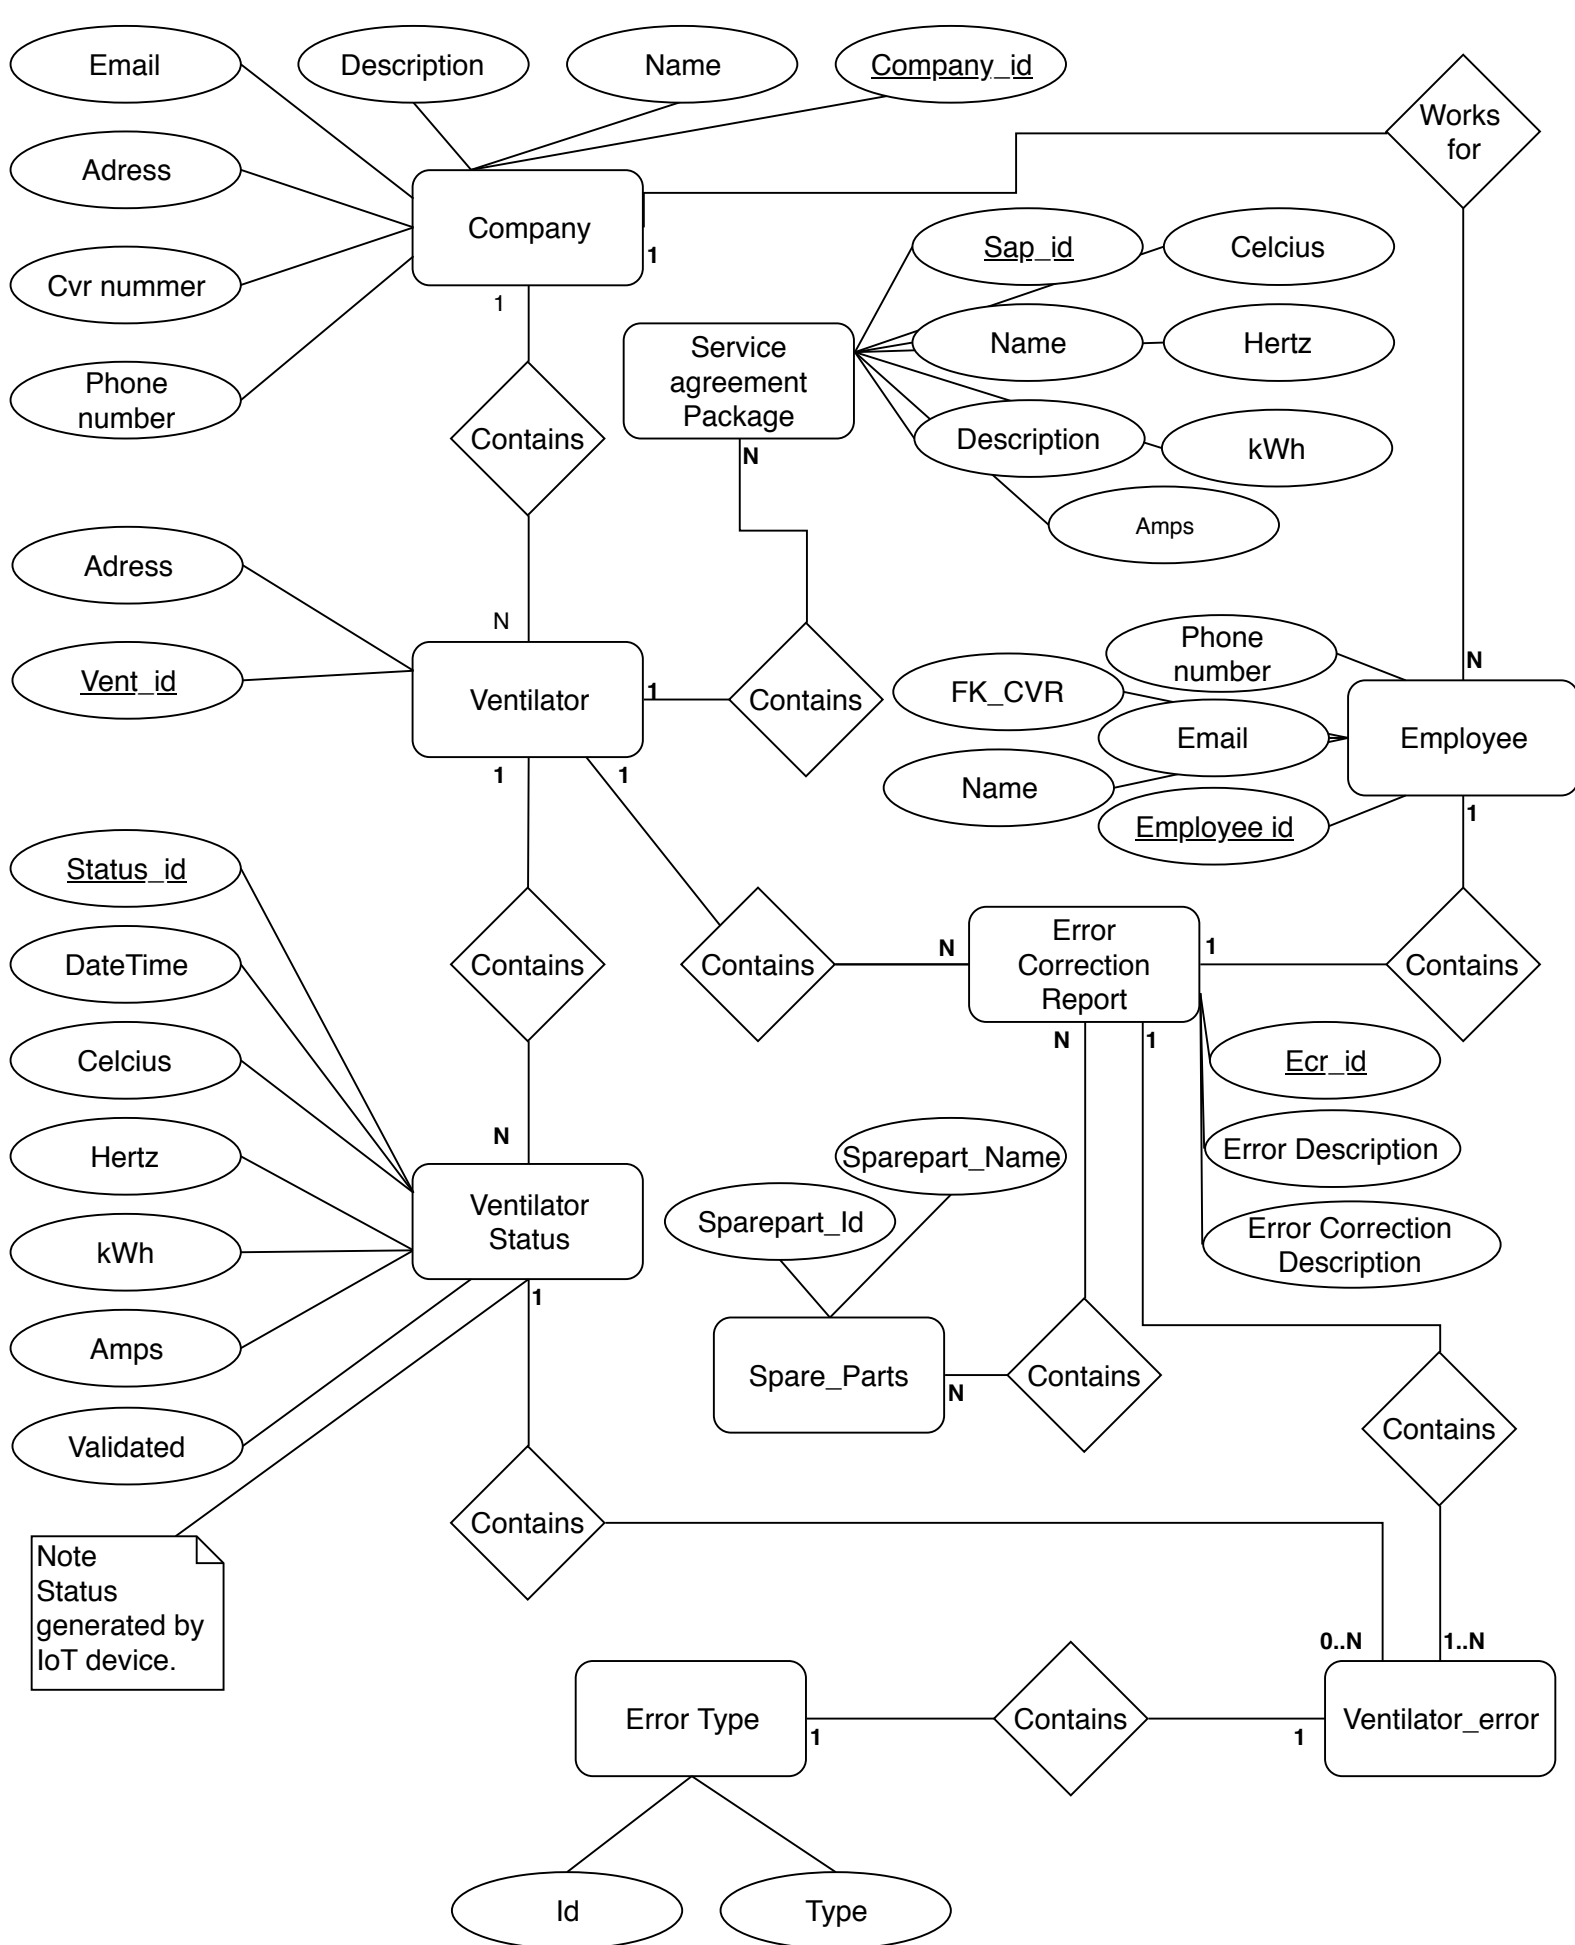 Email
Description
Name
Company_id
Works
for
Adress
Company
1
Sap_id
Celcius
Cvr nummer
1
Service
agreement
Package
Name
Hertz
Phone
number
Contains
N
Description
kWh
Amps
Adress
N
Phone
number
N
Vent_id
Ventilator
1
Contains
FK_CVR
Email
Employee
1
1
Name
Employee id
1
Status_id
Error
Correction
Report
N
1
DateTime
Contains
Contains
Contains
N
1
Ecr_id
Celcius
N
Sparepart_Name
Error Description
Hertz
Ventilator
Status
Sparepart_Id
Error Correction
Description
kWh
1
Amps
Spare_Parts
N
Contains
Validated
Contains
Contains
Note
Status
generated by
IoT device.
0..N
1..N
Error Type
1
Contains
1
Ventilator_error
Id
Type